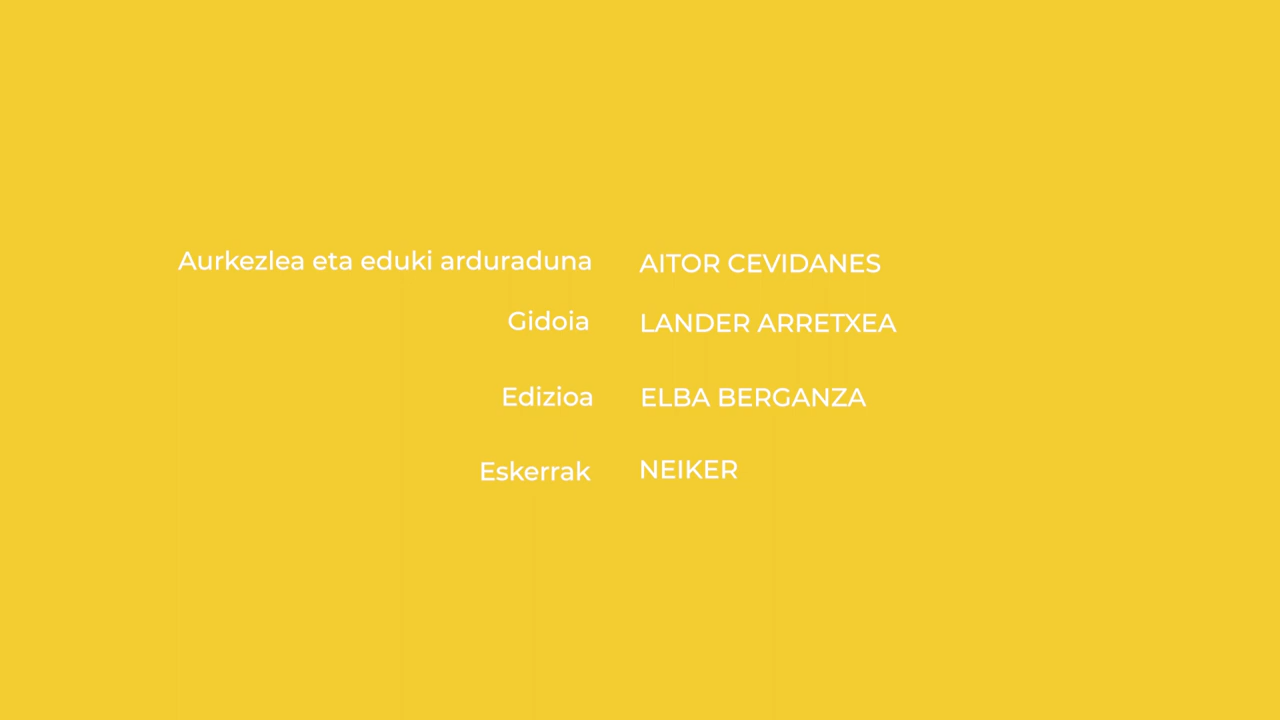 Aurkezlea eta eduki arduraduna AITOR CEVIDANES
Gidoia LANDER ARRETXEA
Edizioa ELBA BERGANZA
Eskerrak NEIKER